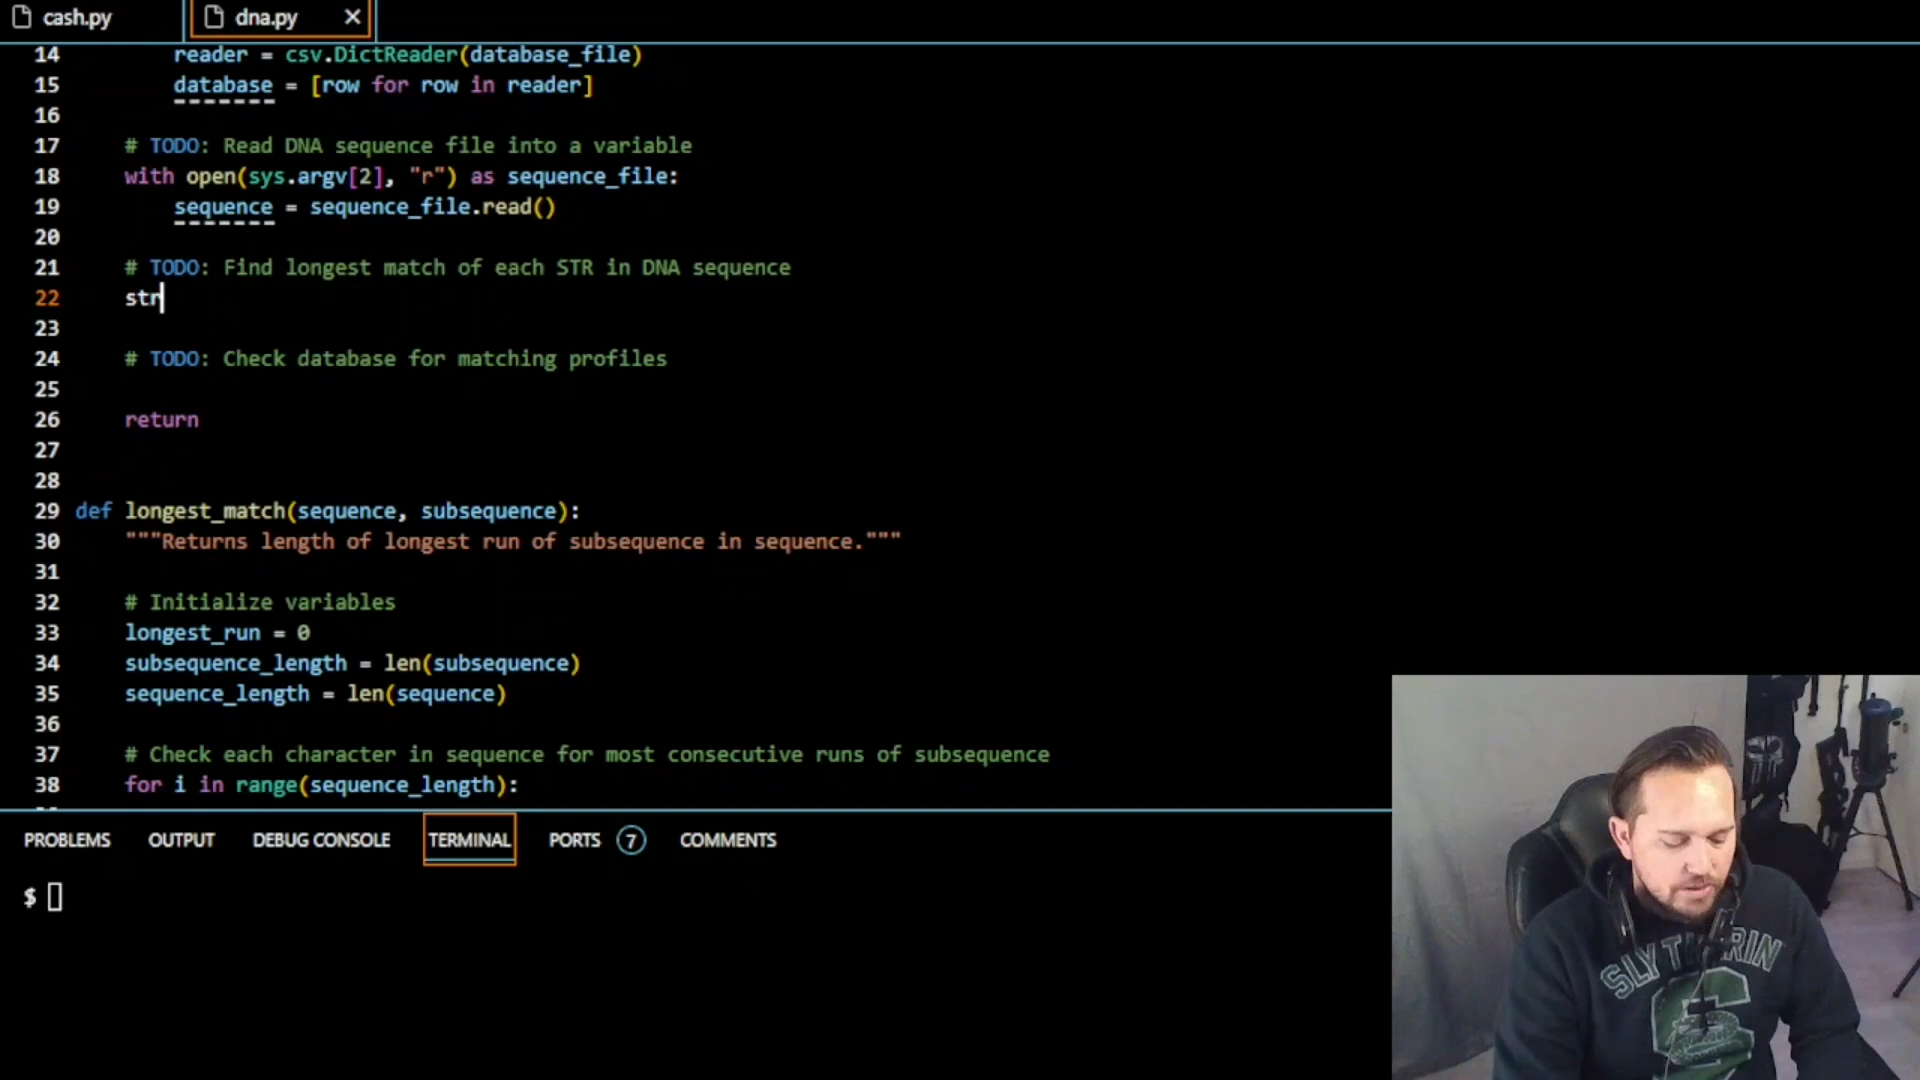 cash.py
dna.py
14 reader = csv.DictReader(database_file)
15 database = [row for row in reader]
16
17 # TODO: Read DNA sequence file into a variable
18 with open(sys.argv[2], "r") as sequence_file:
19 sequence = sequence_file.read()
20
21 # TODO: Find longest match of each STR in DNA sequence
22 str
23
24 # TODO: Check database for matching profiles
25
26 return
27
28
29 def longest_match(sequence, subsequence):
30 """Returns length of longest run of subsequence in sequence."""
31
32 # Initialize variables
33 longest_run = 0
34 subsequence_length = len(subsequence)
35 sequence_length = len(sequence)
36
37 # Check each character in sequence for most consecutive runs of subsequence
38 for i in range(sequence_length):
PROBLEMS OUTPUT DEBUG CONSOLE TERMINAL PORTS 7 COMMENTS
$
SLYTHERIN